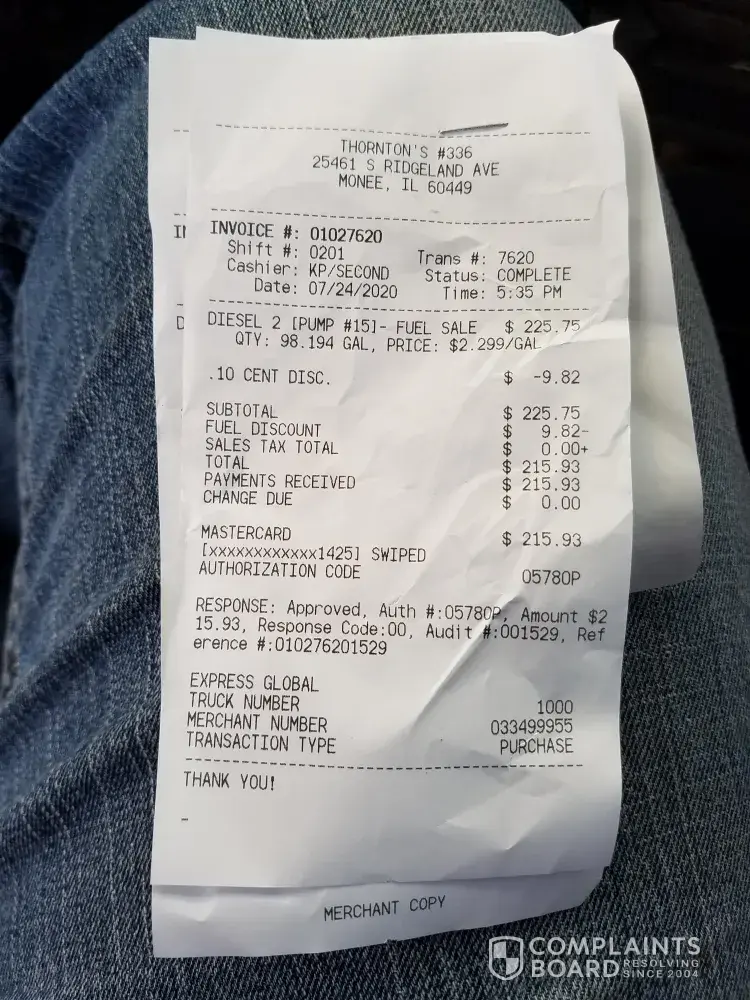 THORNTON'S #336
25461 S RIDGELAND AVE
MONEE, IL 60449
INVOICE #: 01027620
Shift #: 0201 Trans #: 7620
Cashier: KP/SECOND Status: COMPLETE
Date: 07/24/2020 Time: 5:35 PM
DIESEL 2 [PUMP #15]- FUEL SALE $ 225.75
QTY: 98.194 GAL, PRICE: $2.299/GAL
.10 CENT DISC. $ -9.82
SUBTOTAL $ 225.75
FUEL DISCOUNT $ 9.82-
SALES TAX TOTAL $ 0.00+
TOTAL $ 215.93
PAYMENTS RECEIVED $ 215.93
CHANGE DUE $ 0.00
MASTERCARD $ 215.93
[xxxxxxxxxxxx1425] SWIPED
AUTHORIZATION CODE 05780P
RESPONSE: Approved, Auth #:05780P, Amount $2
15.93, Response Code:00, Audit #:001529, Ref
erence #:010276201529
EXPRESS GLOBAL
TRUCK NUMBER 1000
MERCHANT NUMBER 033499955
TRANSACTION TYPE PURCHASE
THANK YOU!
-
MERCHANT COPY
COMPLAINTS
BOARD RESOLVING
SINCE 2004